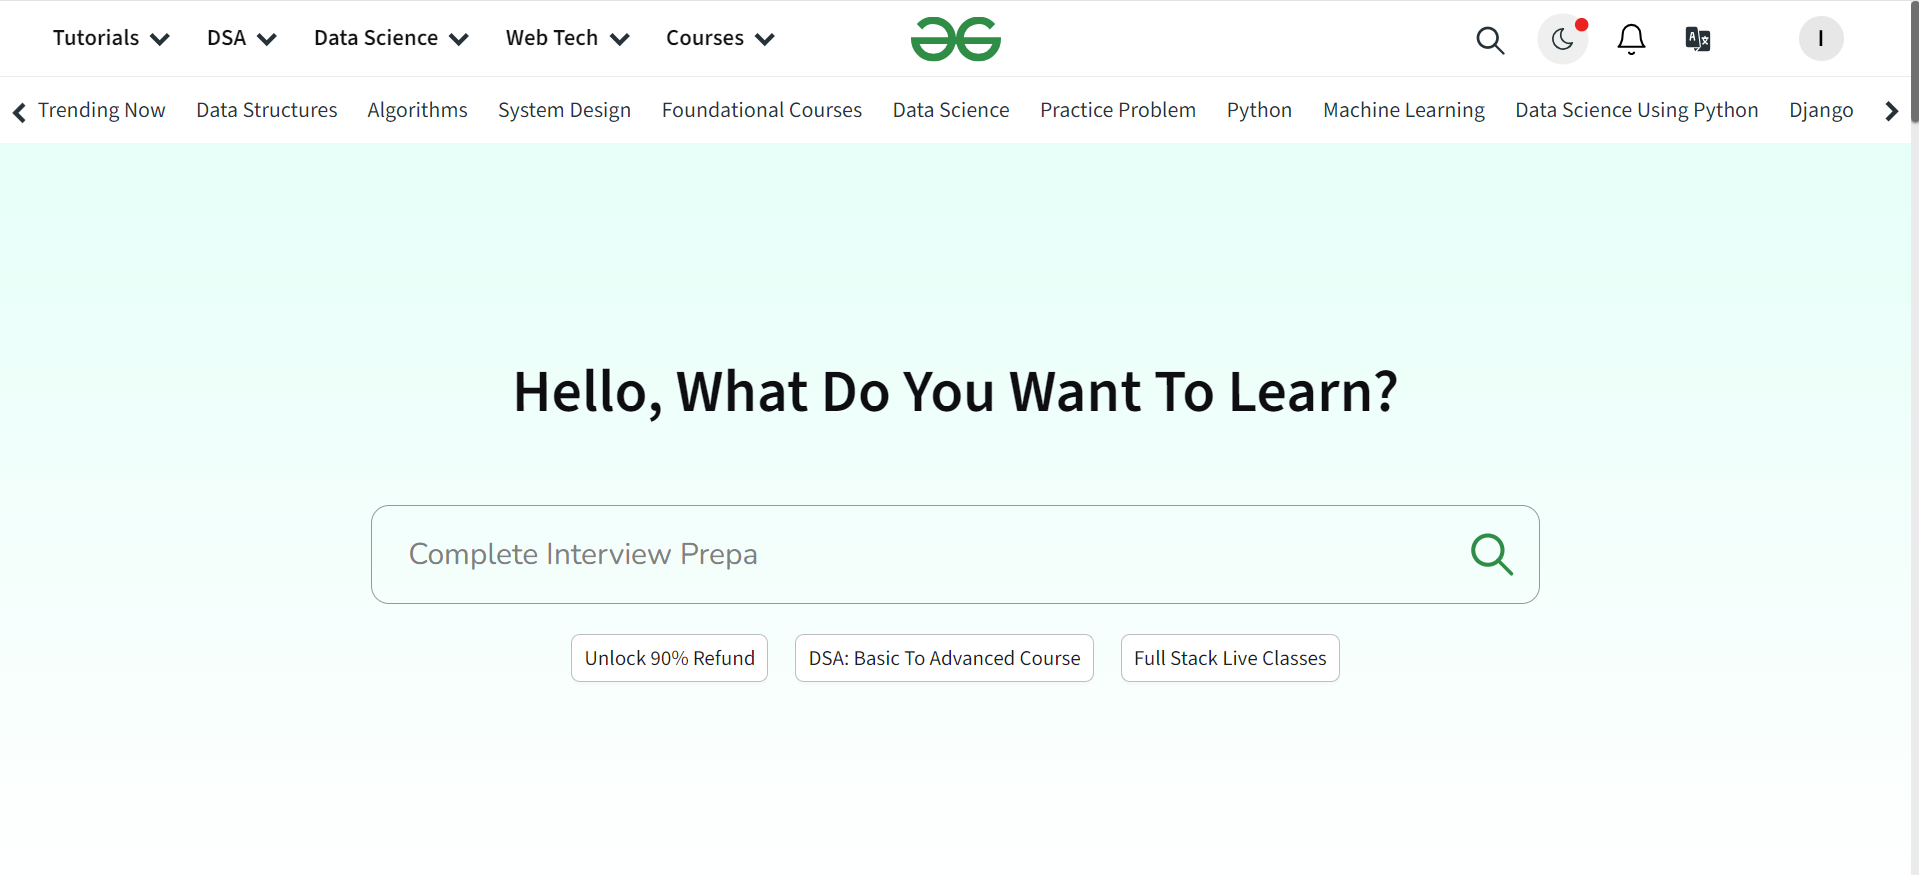 Tutorials DSA Data Science Web Tech Courses I
Trending Now Data Structures Algorithms System Design Foundational Courses Data Science Practice Problem Python Machine Learning Data Science Using Python Django
Hello, What Do You Want To Learn?
Complete Interview Prepa
Unlock 90% Refund DSA: Basic To Advanced Course Full Stack Live Classes